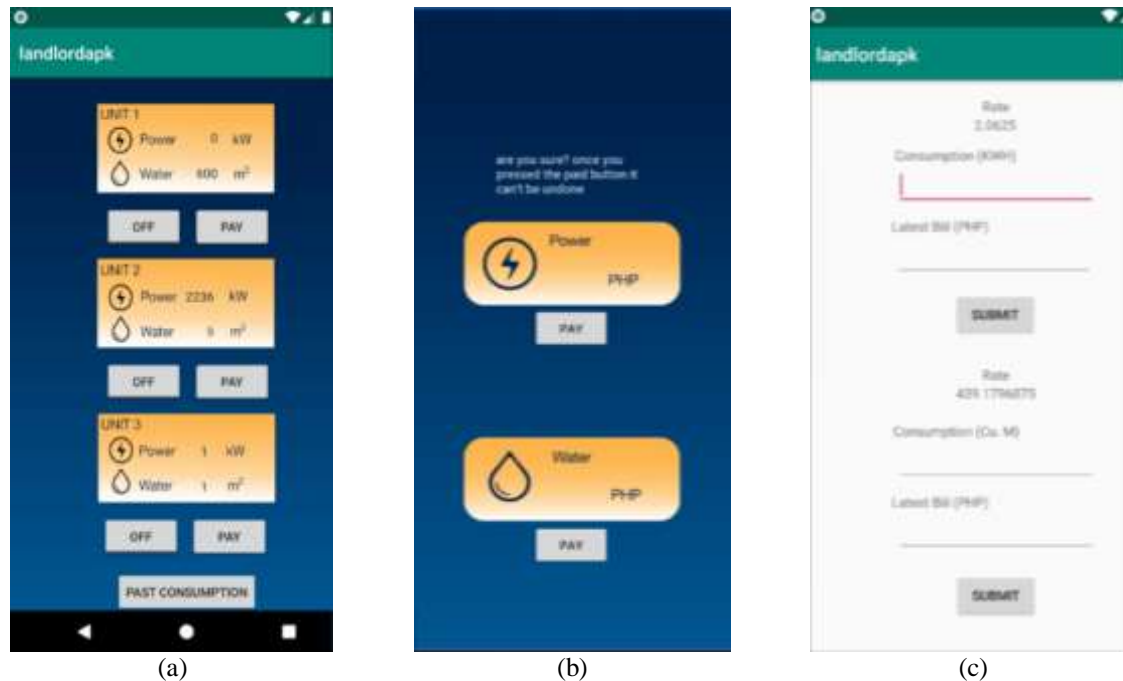 landlordapk
UNIT 1
Power 0 kW
Water 600 m²
OFF PAY
UNIT 2
Power 2236 kW
Water m²
OFF PAY
UNIT 3
Power 1 kW
Water 1 m²
OFF PAY
PAST CONSUMPTION
(a)
are you sure? once you
pressed the paid button it
can't be undone
Power
PHP
PAY
Water
PHP
PAY
(b)
landlordapk
Rate
2.0625
Consumption (KWH)
Latest Bill (PHP)
SUBMIT
Rate
439.1796875
Consumption (Cu. M)
Latest Bill (PHP)
SUBMIT
(c)